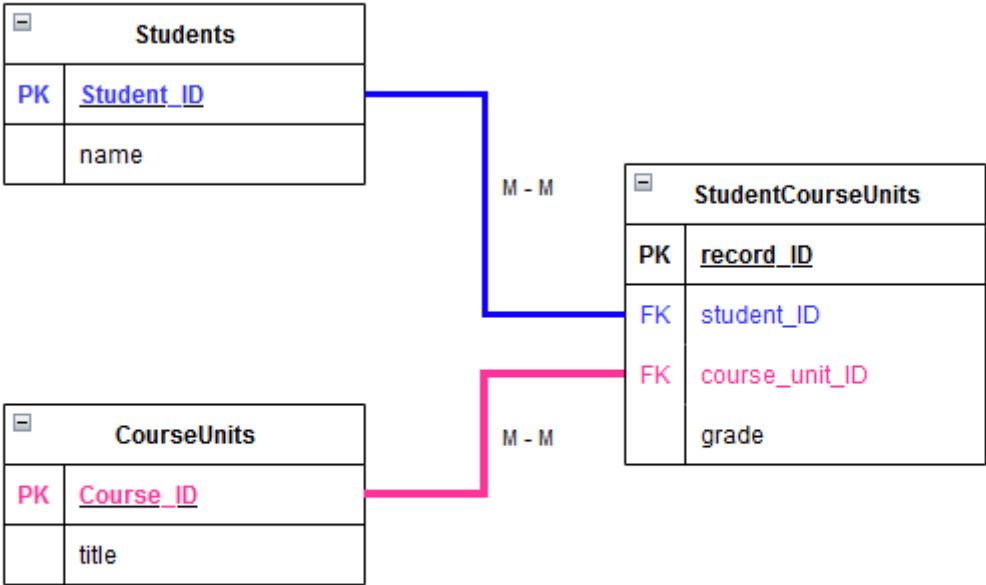 Students
PK Student_ID
name
M - M
StudentCourseUnits
PK record_ID
FK student_ID
FK course_unit_ID
grade
CourseUnits
M - M
PK Course_ID
title